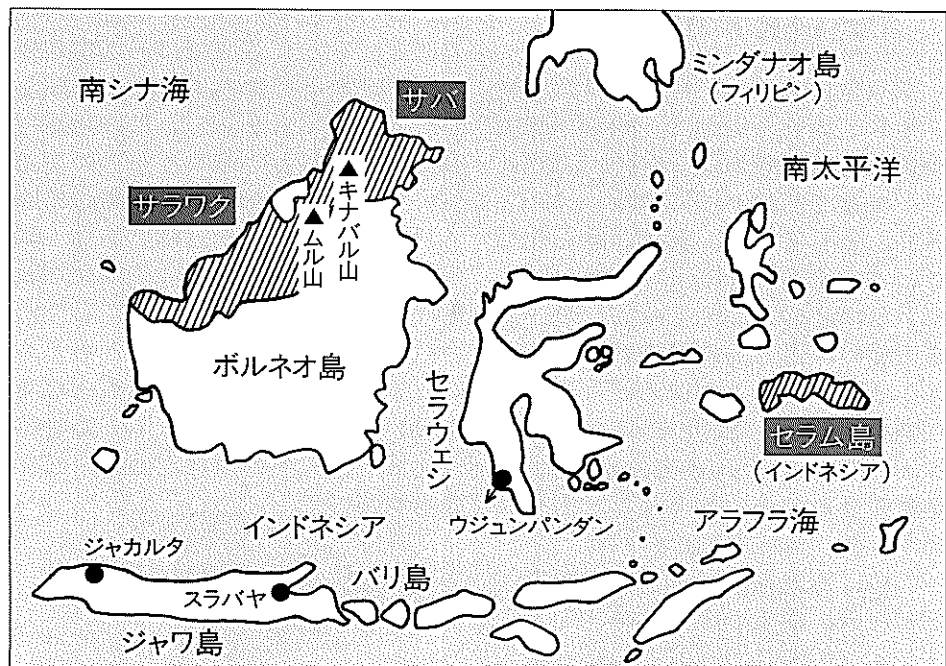 ミンダナオ島
(フィリピン)
南シナ海
サバ
南太平洋
サラワク
キナバル山
ムル山
ボルネオ島
セラウェシ
セラム島
(インドネシア)
ウジュンパンダン
アラフラ海
インドネシア
ジャカルタ
バリ島
スラバヤ
ジャワ島